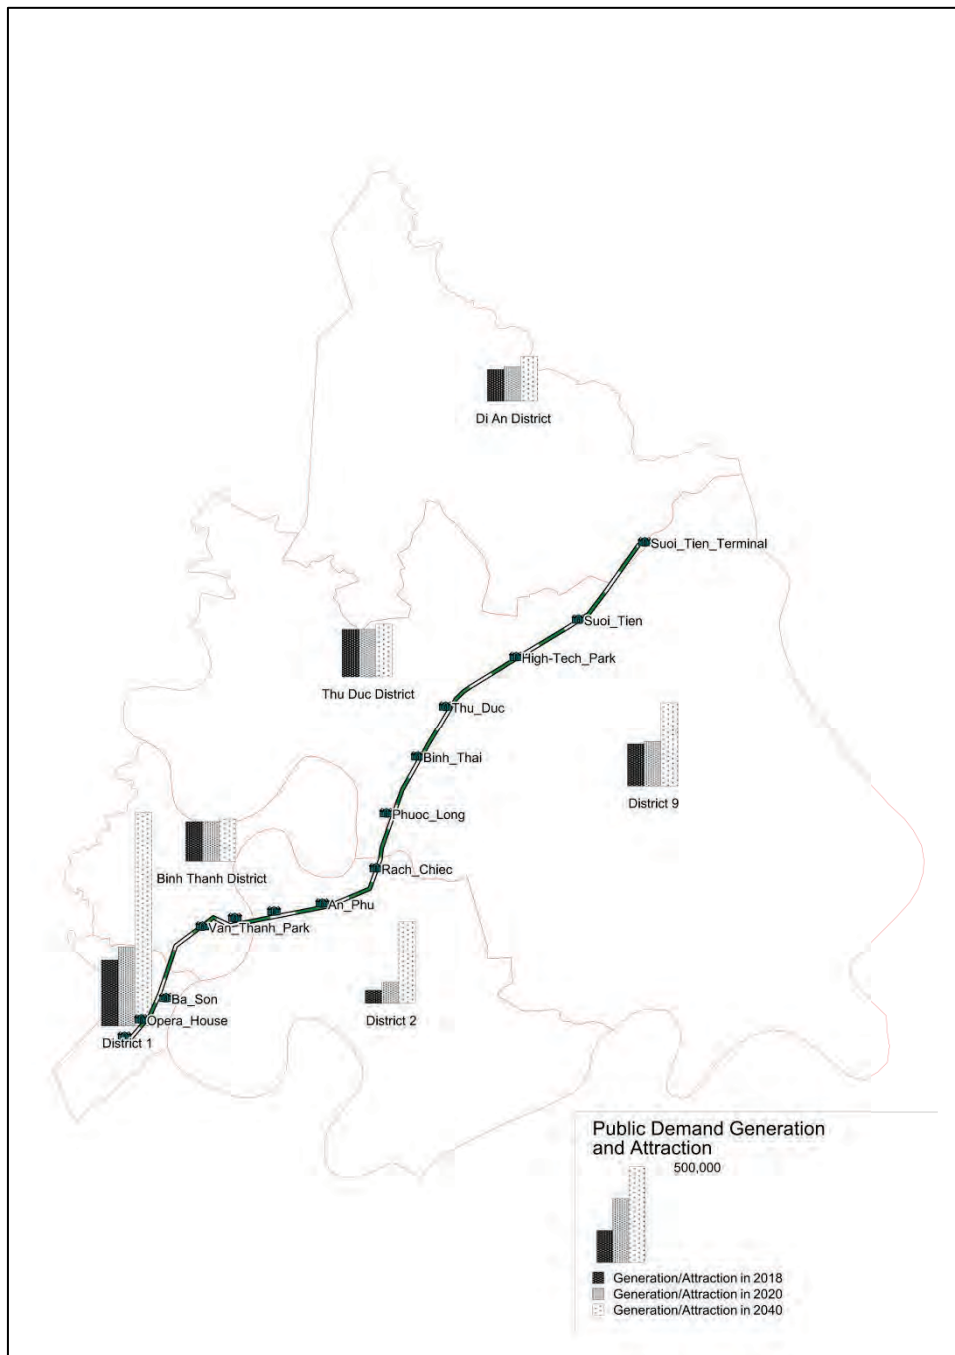 Di An District
Suoi_Tien_Terminal
Suoi_Tien
High-Tech_Park
Thu Duc District
Thu_Duc
Binh_Thai
District 9
Phuoc_Long
Rach_Chiec
Binh Thanh District
An_Phu
Van_Thanh_Park
Ba_Son
District 2
Opera_House
District 1
Public Demand Generation
and Attraction
500,000
Generation/Attraction in 2018
Generation/Attraction in 2020
Generation/Attraction in 2040